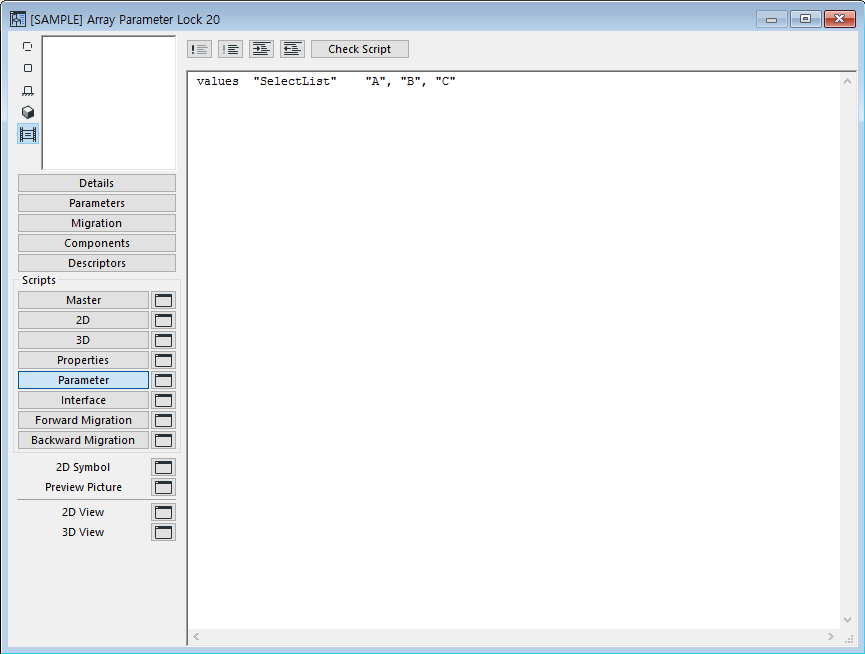 [SAMPLE] Array Parameter Lock 20
Check Script
values  "SelectList"    "A", "B", "C"
Details
Parameters
Migration
Components
Descriptors
Scripts
Master
2D
3D
Properties
Parameter
Interface
Forward Migration
Backward Migration
2D Symbol
Preview Picture
2D View
3D View